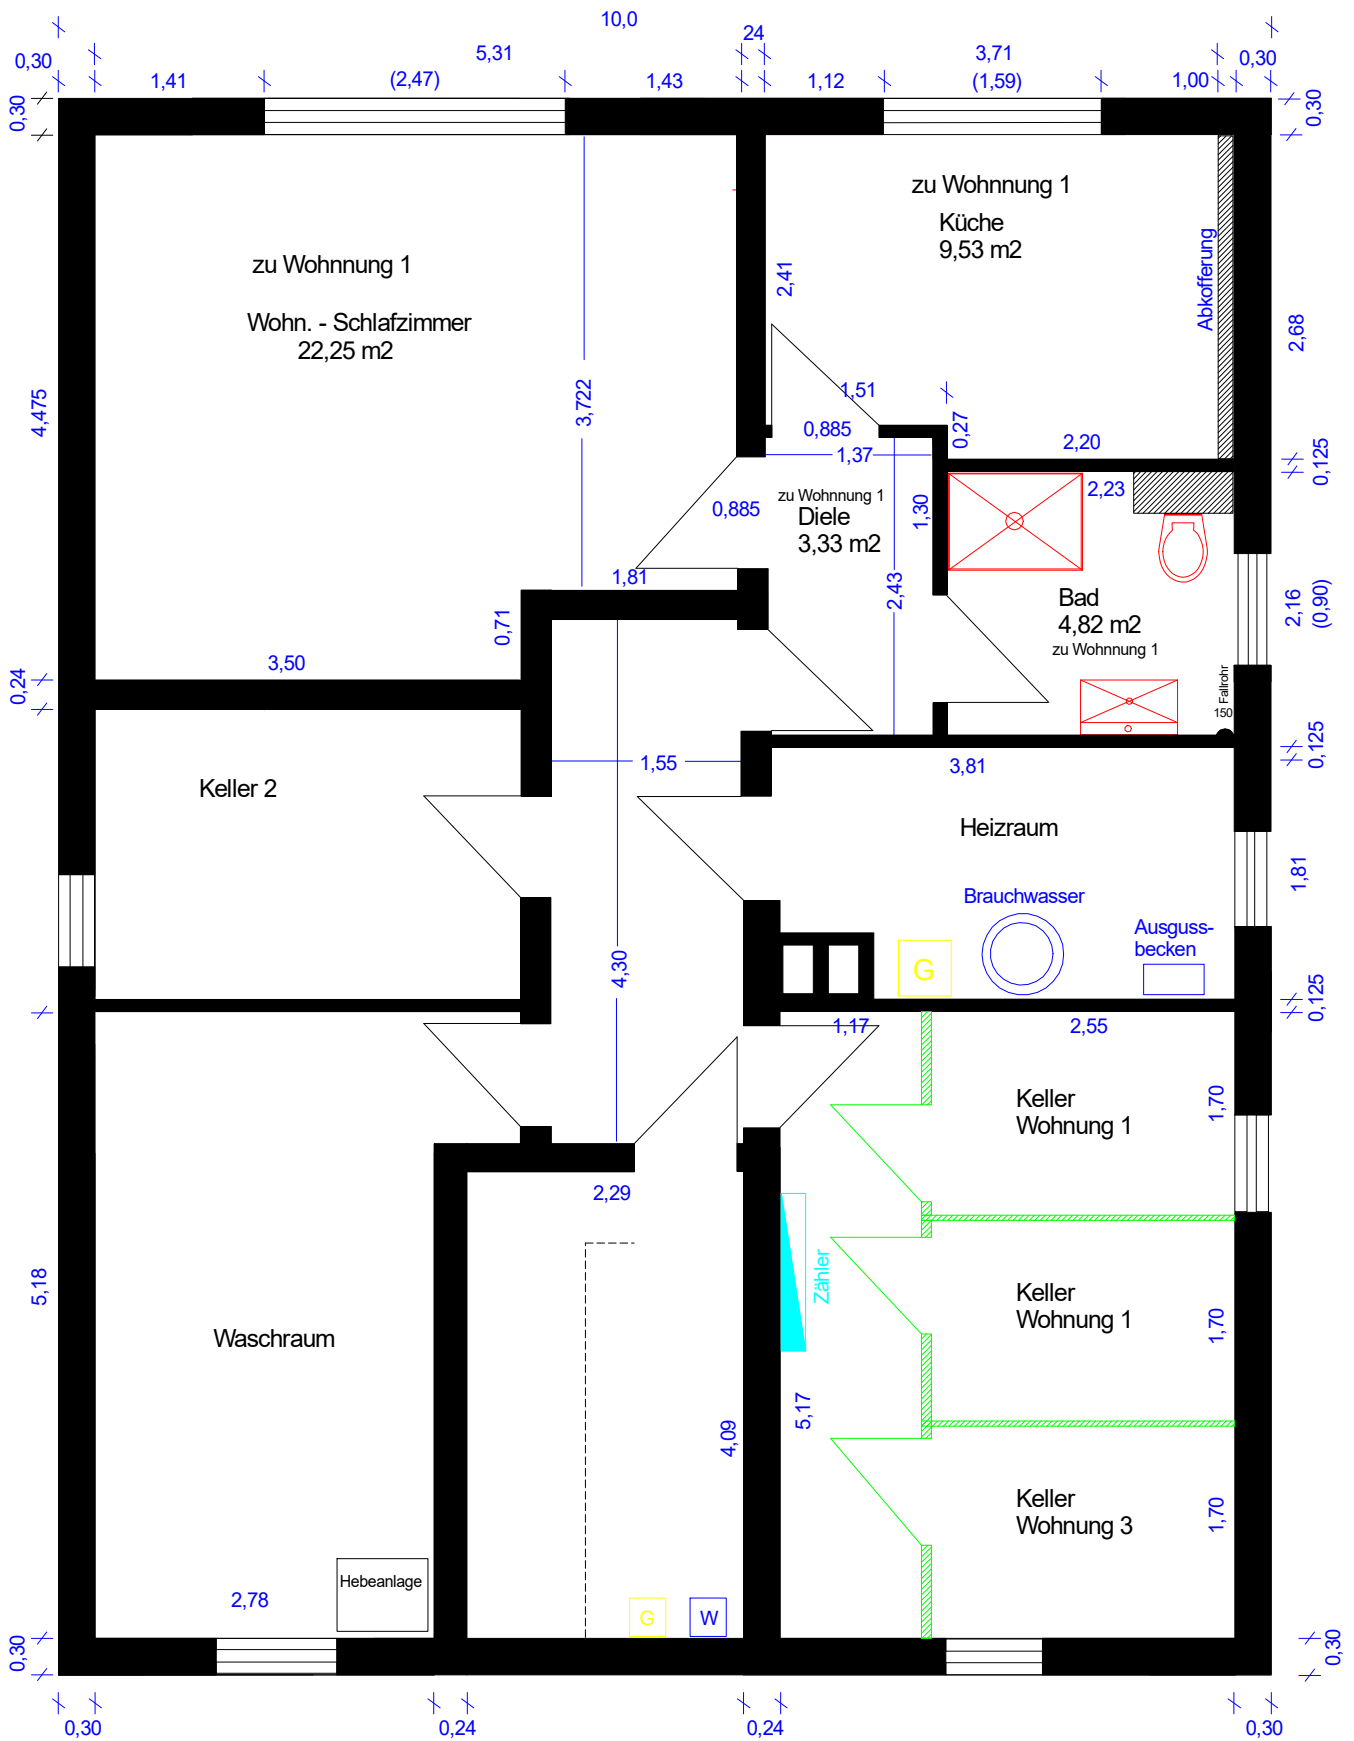 10,0
5,31
24
3,71
0,30
0,30
1,41
(2,47)
1,43
1,12
(1,59)
1,00
0,30
0,30
zu Wohnnung 1
Küche
9,53 m2
zu Wohnnung 1
Wohn. - Schlafzimmer
22,25 m2
2,41
Abkofferung
2,68
4,475
3,722
1,51
0,885
0,27
2,20
1,37
0,125
2,23
zu Wohnnung 1
Diele
3,33 m2
0,885
1,30
1,81
2,43
Bad
4,82 m2
zu Wohnnung 1
2,16
(0,90)
0,71
3,50
0,24
150 Fallrohr
0,125
1,55
3,81
Keller 2
Heizraum
1,81
Brauchwasser
Ausguss-
becken
G
4,30
0,125
1,17
2,55
Keller
Wohnung 1
1,70
2,29
Zähler
5,18
Keller
Wohnung 1
1,70
Waschraum
5,17
4,09
Keller
Wohnung 3
1,70
Hebeanlage
2,78
G
W
0,30
0,30
0,30
0,24
0,24
0,30